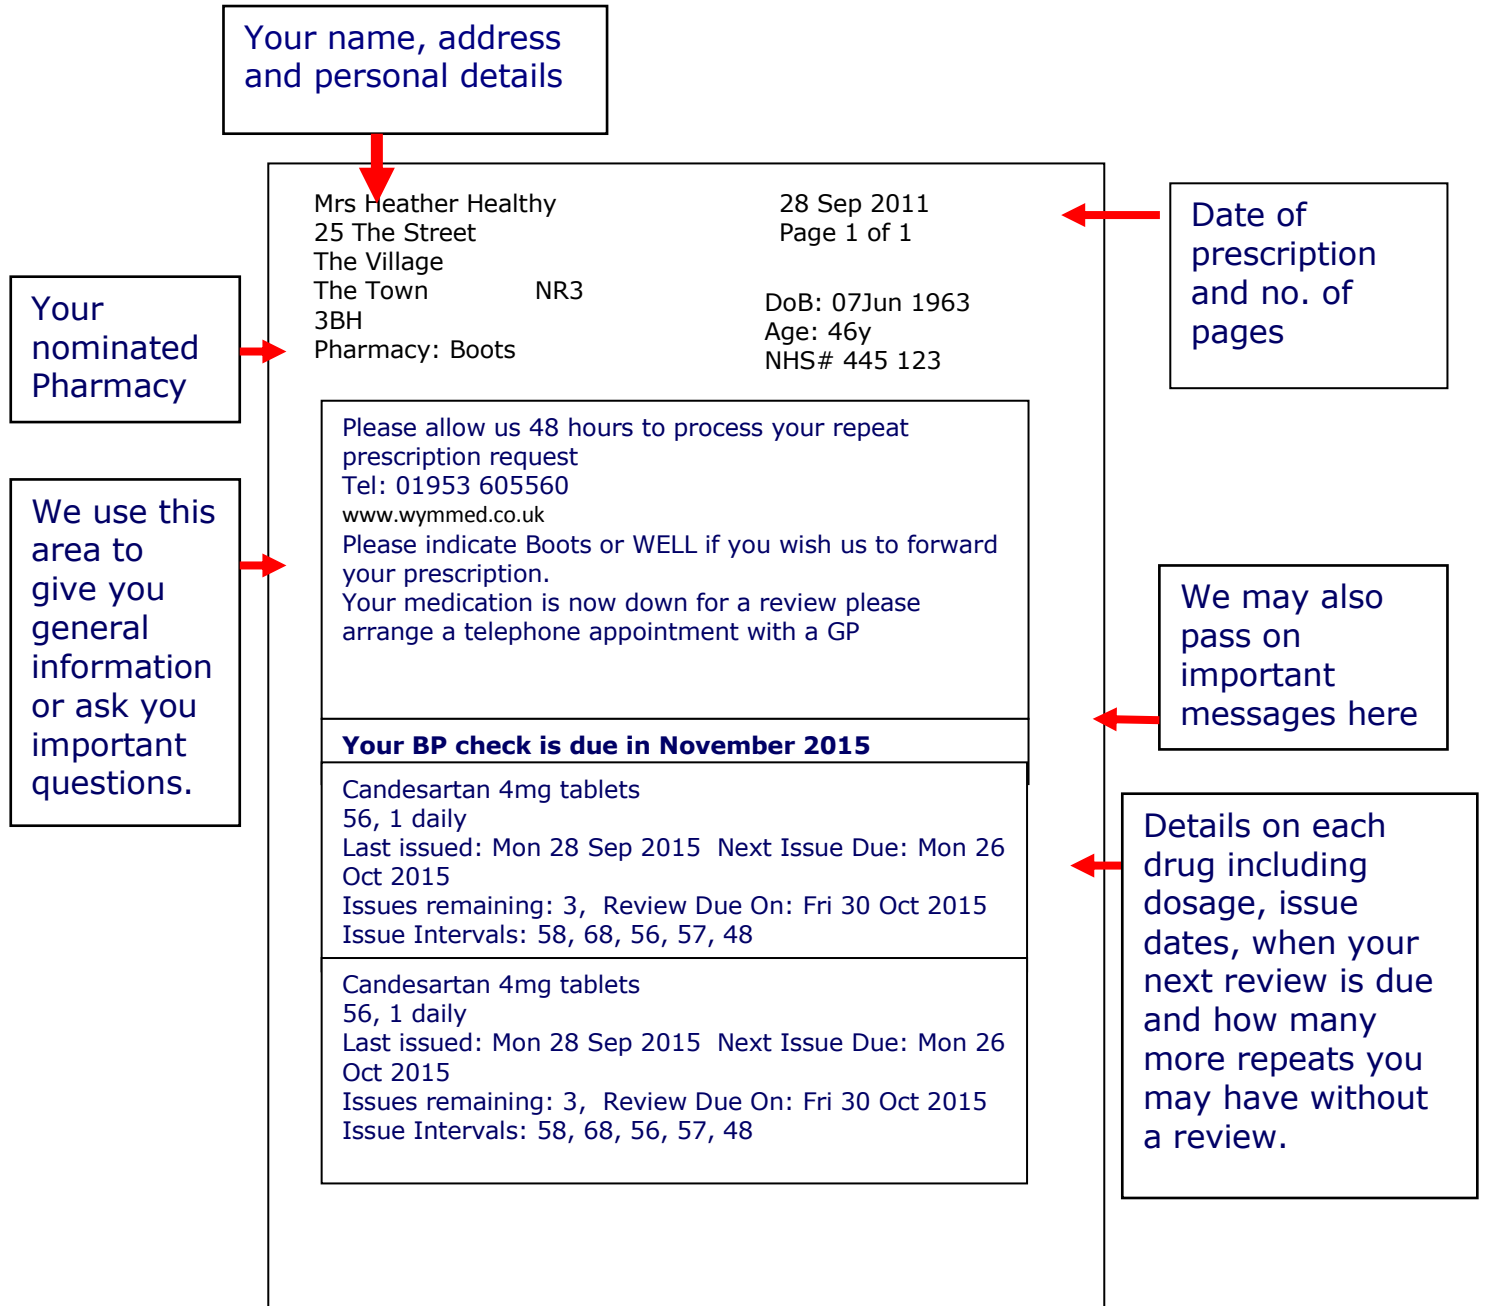 Your name, address
and personal details
Mrs Heather Healthy
25 The Street
The Village
The Town NR3
3BH
Pharmacy: Boots
28 Sep 2011
Page 1 of 1
DoB: 07Jun 1963
Age: 46y
NHS# 445 123
Date of
prescription
and no. of
pages
Your
nominated
Pharmacy
Please allow us 48 hours to process your repeat
prescription request
Tel: 01953 605560
www.wymmed.co.uk
Please indicate Boots or WELL if you wish us to forward
your prescription.
Your medication is now down for a review please
arrange a telephone appointment with a GP
We use this
area to
give you
general
information
or ask you
important
questions.
We may also
pass on
important
messages here
Your BP check is due in November 2015
Candesartan 4mg tablets
56, 1 daily
Last issued: Mon 28 Sep 2015 Next Issue Due: Mon 26
Oct 2015
Issues remaining: 3, Review Due On: Fri 30 Oct 2015
Issue Intervals: 58, 68, 56, 57, 48
Candesartan 4mg tablets
56, 1 daily
Last issued: Mon 28 Sep 2015 Next Issue Due: Mon 26
Oct 2015
Issues remaining: 3, Review Due On: Fri 30 Oct 2015
Issue Intervals: 58, 68, 56, 57, 48
Details on each
drug including
dosage, issue
dates, when your
next review is due
and how many
more repeats you
may have without
a review.